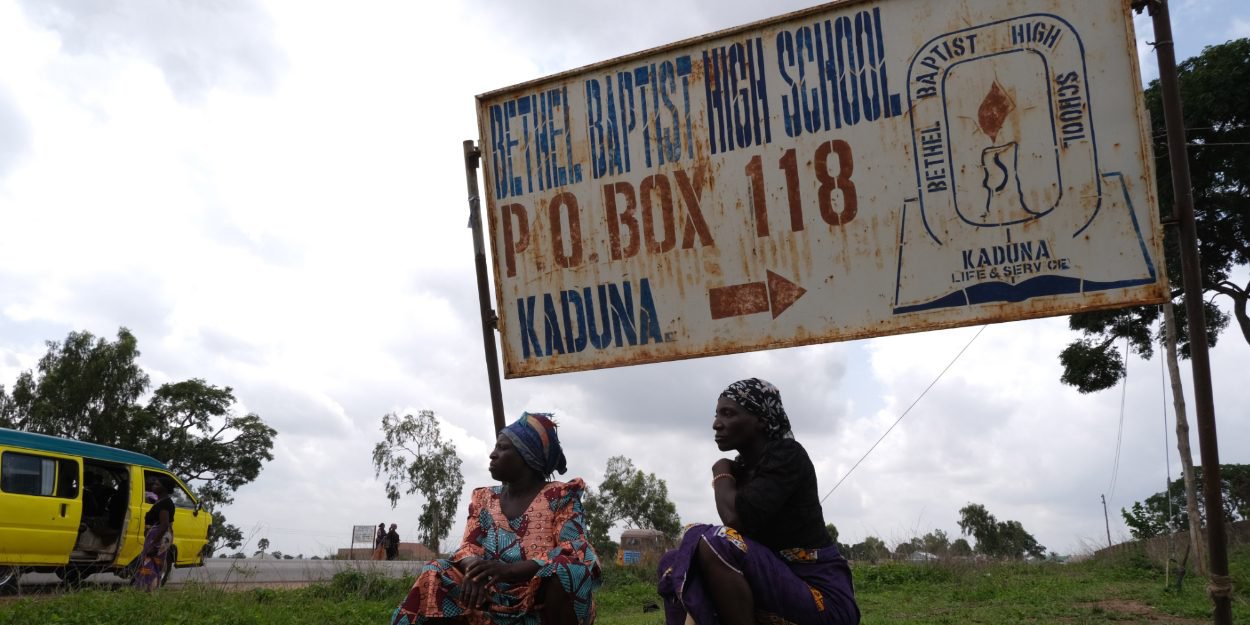 BETHEL BAPTIST HIGH SCHOOL
P.O. BOX 118
KADUNA
BETHEL BAPTIST HIGH SCHOOL
KADUNA
LIFE & SERVICE